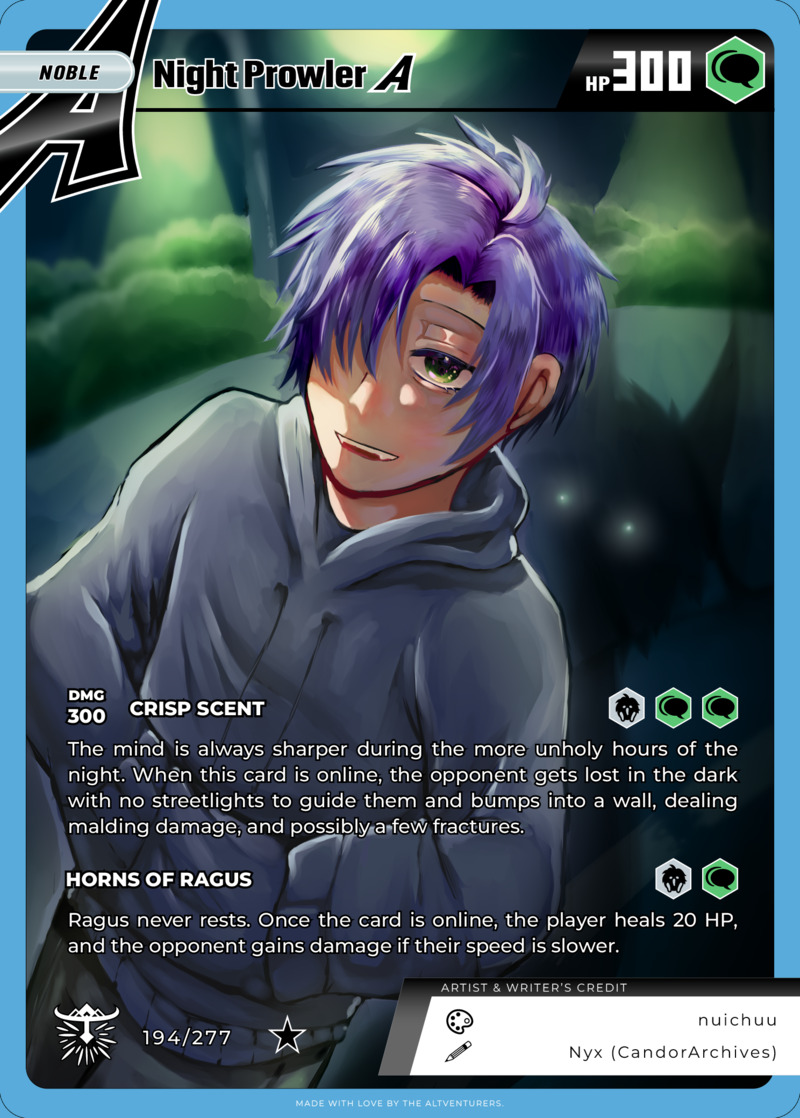 NOBLE
Night Prowler A
HP 300
DMG
300
CRISP SCENT
The mind is always sharper during the more unholy hours of the
night. When this card is online, the opponent gets lost in the dark
with no streetlights to guide them and bumps into a wall, dealing
malding damage, and possibly a few fractures.
HORNS OF RAGUS
Ragus never rests. Once the card is online, the player heals 20 HP,
and the opponent gains damage if their speed is slower.
194/277
ARTIST & WRITER'S CREDIT
nuichuu
Nyx (CandorArchives)
MADE WITH LOVE BY THE ALTVENTURERS.